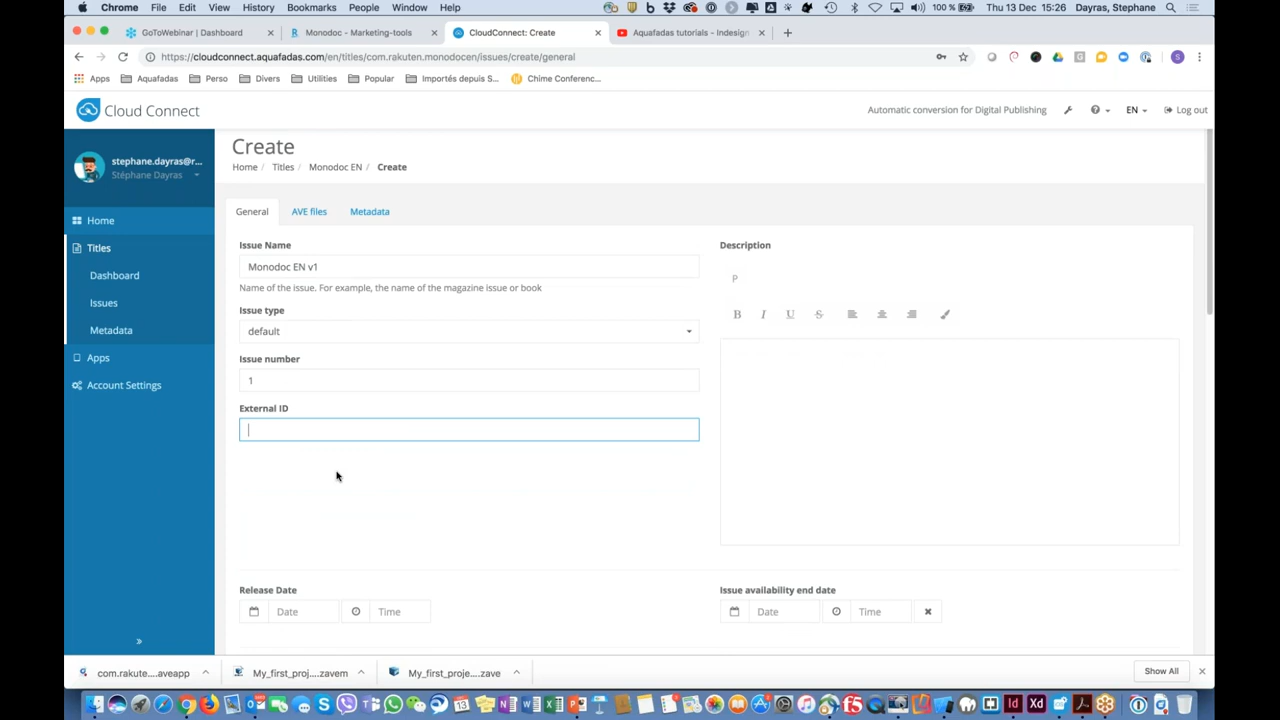 Chrome File Edit View History Bookmarks People Window Help 100 % Thu 13 Dec 15:26 Dayras, Stephane
GoToWebinar | Dashboard Monodoc - Marketing-tools CloudConnect: Create Aquafadas tutorials - Indesign
https://cloudconnect.aquafadas.com/en/titles/com.rakuten.monodocen/issues/create/general
Apps Aquafadas Perso Divers Utilities Popular Importés depuis S... Chime Conferenc...
Cloud Connect Automatic conversion for Digital Publishing EN Log out
stephane.dayras@r...
Stéphane Dayras
Home
Titles
Dashboard
Issues
Metadata
Apps
Account Settings
»
Create
Home / Titles / Monodoc EN / Create
General AVE files Metadata
Issue Name
Monodoc EN v1
Name of the issue. For example, the name of the magazine issue or book
Issue type
default
Issue number
1
External ID
Description
P
B I U S
Release Date
Date Time
Issue availability end date
Date Time
com.rakute....aveapp My_first_proj....zavem My_first_proje....zave Show All